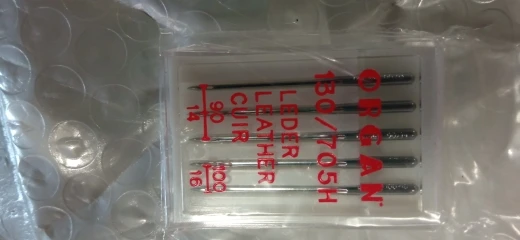 ORGAN
130/705H
LEDER
LEATHER
CUIR
90 100
14 16